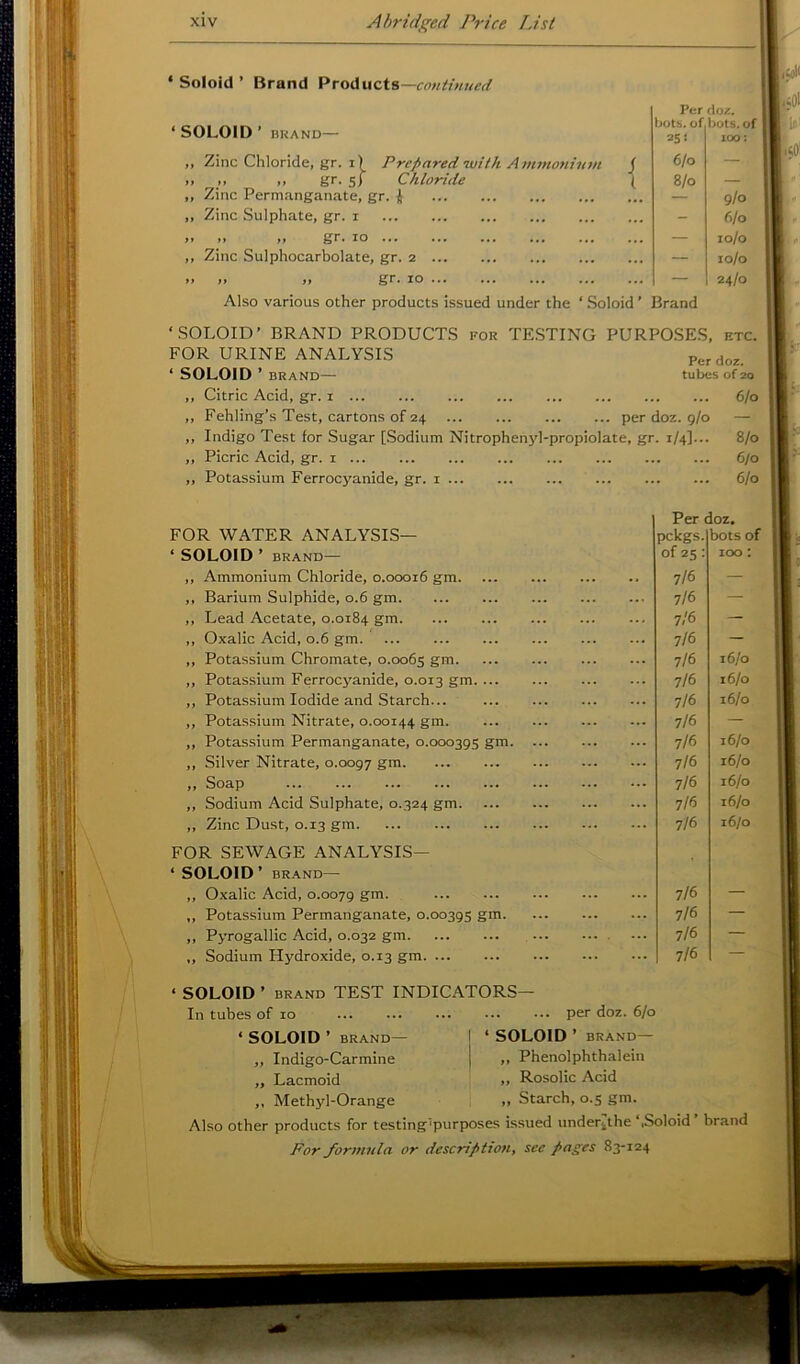 xiv Abridged Price List
‘ Soloid ’ Brand Products—continued
Per doz.
bots. of bots. of
‘ SOLOID ’ BRAND— 25 : 100 :
,, Zinc Chloride, gr. 1 } Prepared with Ammonium { 6/0 —
,, ,, ,, gr. 5 } Chloride { 8/0 —
,, Zinc Permanganate, gr. ¼ ... ... ... ... ... — 9/0
,, Zinc Sulphate, gr. 1 ... ... ... ... ... ... - 6/0
,, ,, ,, gr. 10 ... ... ... ... ... ... — 10/0
,, Zinc Sulphocarbolate, gr. 2 ... ... ... ... ... — 10/0
,, ,, ,, gr. 10 ... ... ... ... ... — 24/0
Also various other products issued under the ‘ Soloid ’ Brand
‘ SOLOID ’ BRAND PRODUCTS FOR TESTING PURPOSES, ETC.
FOR URINE ANALYSIS Per doz.
‘ SOLOID ’ BRAND— tubes of 20
,, Citric Acid, gr. 1 ... ... ... ... ... ... ... ... 6/0
,, Fehling’s Test, cartons of 24 ... ... ... ... per doz. 9/0 —
,, Indigo Test for Sugar [Sodium Nitrophenyl-propiolate, gr. 1/4]... 8/0
,, Picric Acid, gr. 1 ... ... ... ... ... ... ... ... 6/0
,, Potassium Ferrocyanide, gr. 1 ... ... ... ... ... ... 6/0
Per doz.
FOR WATER ANALYSIS— pckgs. bots of
‘ SOLOID ’ BRAND— of 25 : 100 :
,, Ammonium Chloride, 0.00016 gm. ... ... ... .. 7/6 —
,, Barium Sulphide, 0.6 gm. ... ... ... ... ... 7/6 —
,, Lead Acetate, 0.0184 gm. ... ... ... ... ... 7/6 —
,, Oxalic Acid, 0.6 gm. ... ... ... ... ... ... 7/6 —
,, Potassium Chromate, 0.0065 gm. ... ... ... ... 7/6 16/0
,, Potassium Ferrocyanide, 0.013 gm. ... ... ... ... 7/6 16/0
,, Potassium Iodide and Starch... ... ... ... ... 7/6 16/0
,, Potassium Nitrate, 0.00144 gm. ... ... ... ... 7/6 —
,, Potassium Permanganate, 0.000395 gm. ... ... ... 7/6 16/0
,, Silver Nitrate, 0.0097 gm. ... ... ... ... ... 7/6 16/0
,, Soap ... ... ... ... ... ... ... ... 7/6 16/0
,, Sodium Acid Sulphate, 0.324 gm. ... ... ... ... 7/6 16/0
,, Zinc Dust, 0.13 gm. ... ... ... ... ... ... 7/6 16/0
FOR SEWAGE ANALYSIS—
‘ SOLOID ’ BRAND—
,, Oxalic Acid, 0.0079 gm. ... ... ... ... ... 7/6 —
,, Potassium Permanganate, 0.00395 gm. ... ... ... 7/6 —
,, Pyrogallic Acid, 0.032 gm. ... ... ... ... ... 7/6 —
,, Sodium Hydroxide, 0.13 gm. ... ... ... ... ... 7/6 —
‘ SOLOID ’ BRAND TEST INDICATORS—
In tubes of 10 ... ... ... ... ... per doz. 6/0
‘ SOLOID ’ BRAND— | ‘ SOLOID ’ BRAND—
,, Indigo-Carmine | ,, Phenolphthalein
,, Lacmoid ,, Rosolic Acid
,, Methyl-Orange ,, Starch, 0.5 gm.
Also other products for testing purposes issued under the ‘ Soloid ’ brand
For formula or description, see pages 83-124